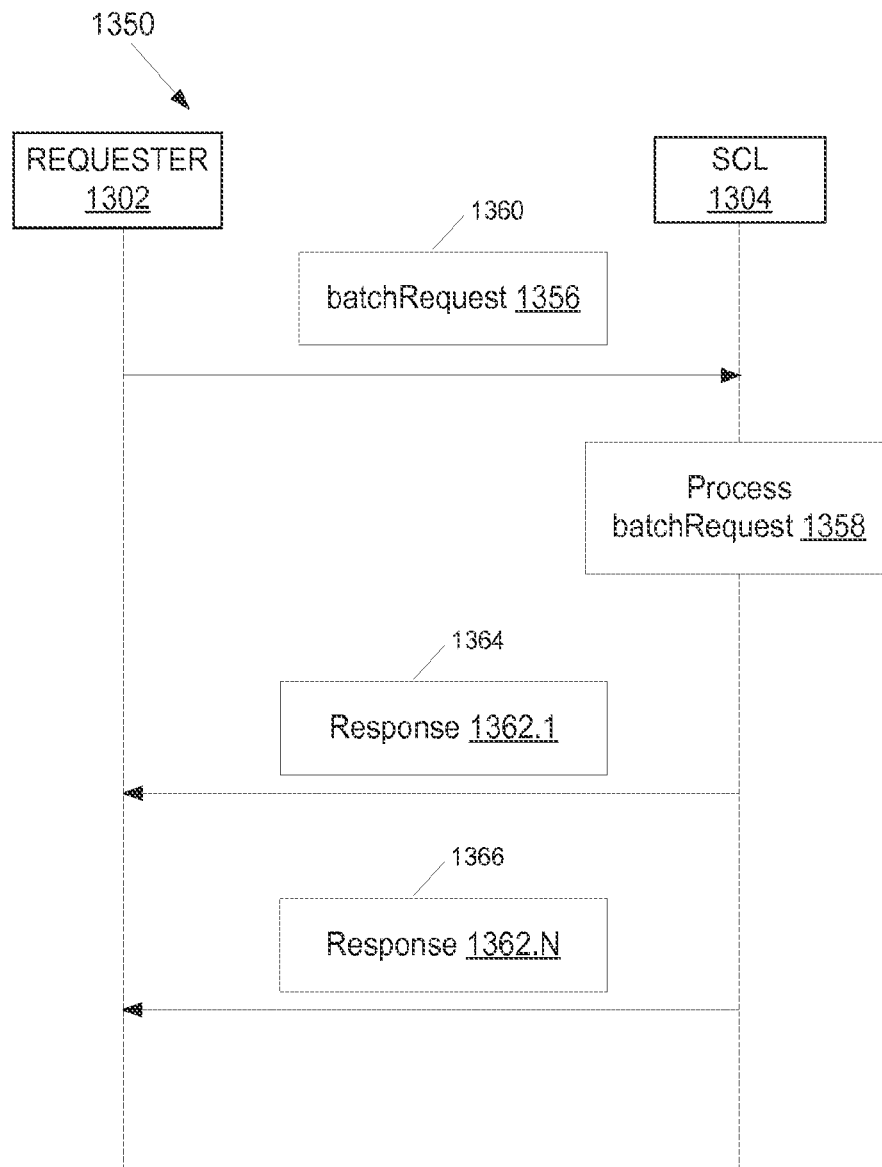 1350
REQUESTER
1302
SCL
1304
1360
batchRequest 1356
Process
batchRequest 1358
1364
Response 1362.1
1366
Response 1362.N